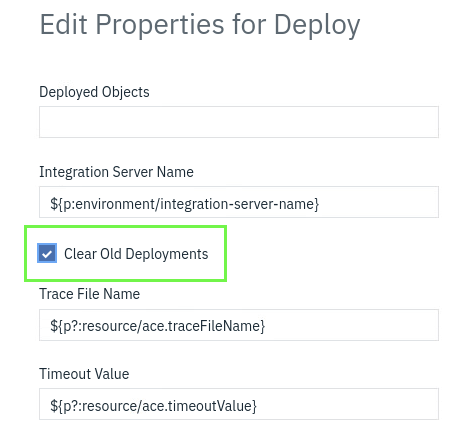 Edit Properties for Deploy
Deployed Objects
Integration Server Name
${p:environment/integration-server-name}
Clear Old Deployments
Trace File Name
${p?:resource/ace.traceFileName}
Timeout Value
${p?:resource/ace.timeoutValue}